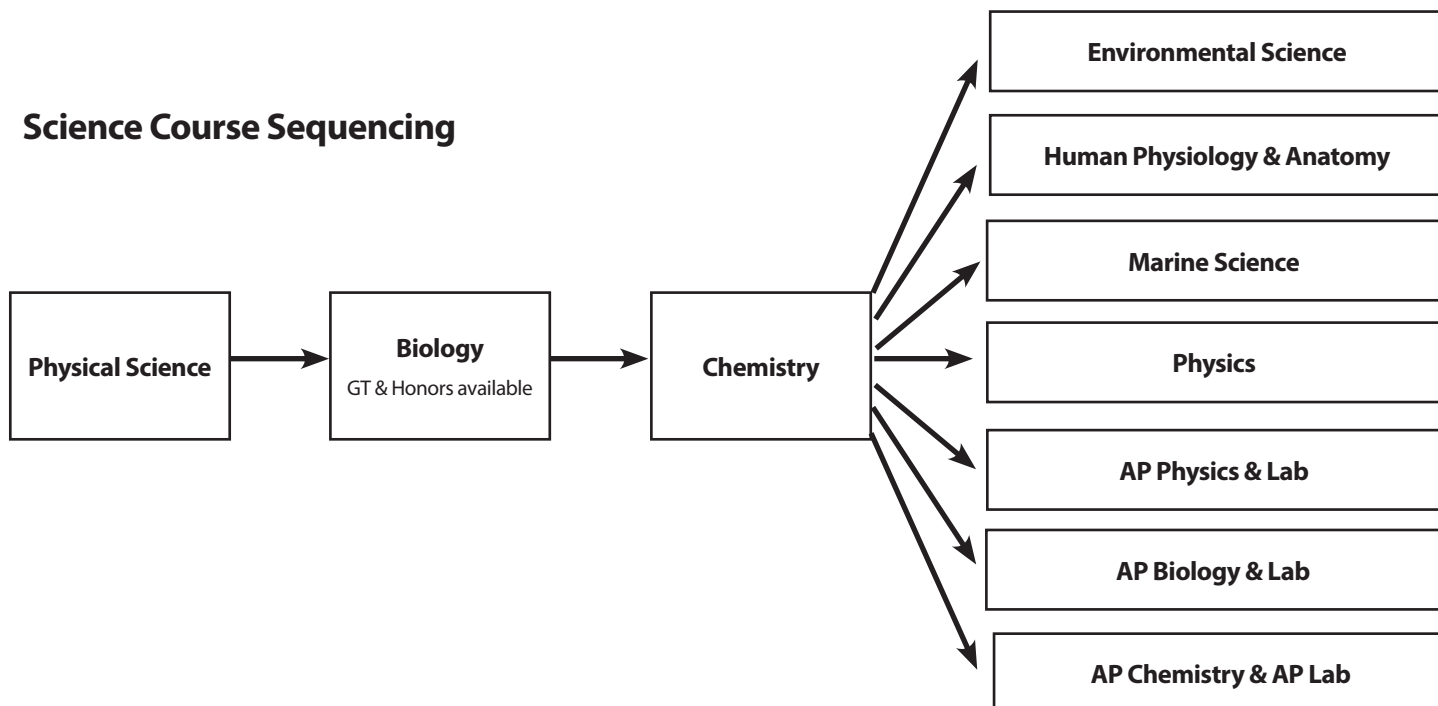 Science Course Sequencing
Physical Science
Biology
GT & Honors available
Chemistry
Environmental Science
Human Physiology & Anatomy
Marine Science
Physics
AP Physics & Lab
AP Biology & Lab
AP Chemistry & AP Lab